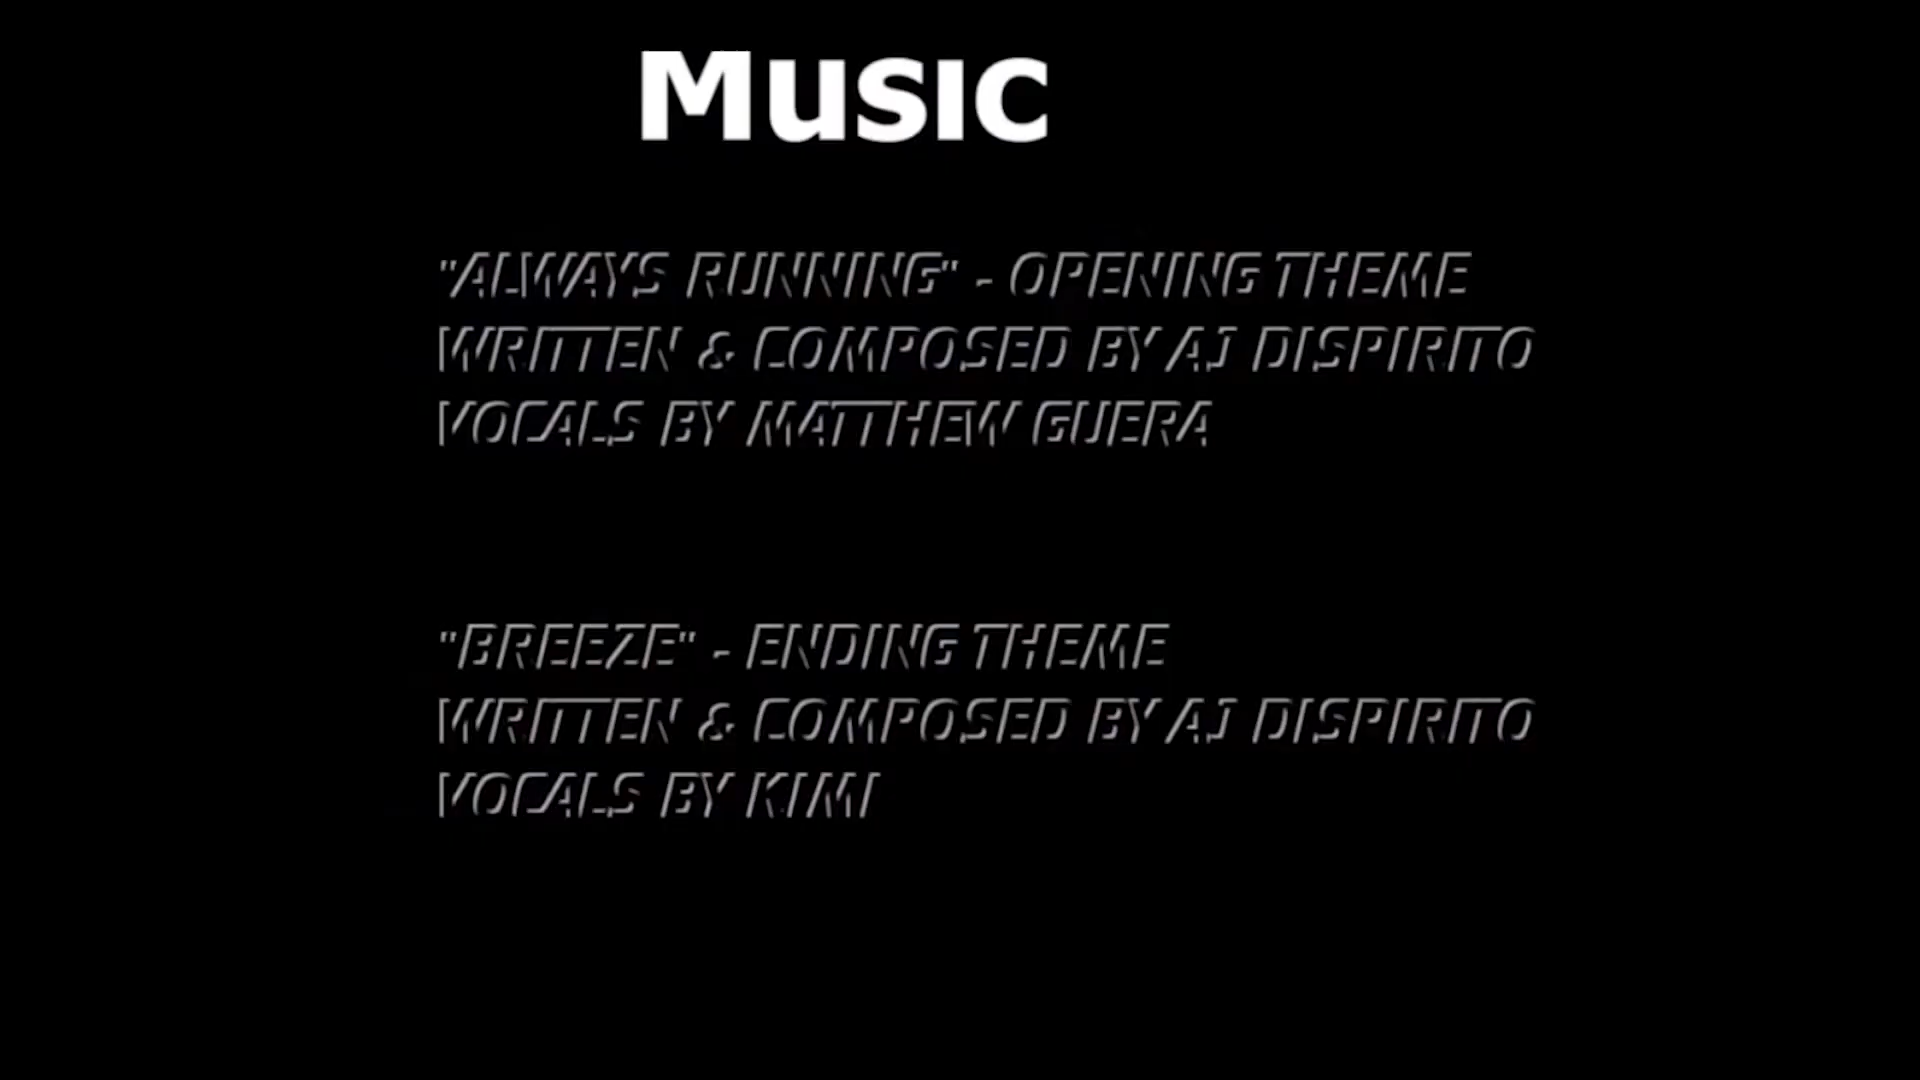 Music
"ALWAYS RUNNING" - OPENING THEME
WRITTEN & COMPOSED BY AJ DISPIRITO
VOCALS BY MATTHEW GUERA
"BREEZE" - ENDING THEME
WRITTEN & COMPOSED BY AJ DISPIRITO
VOCALS BY KIMI